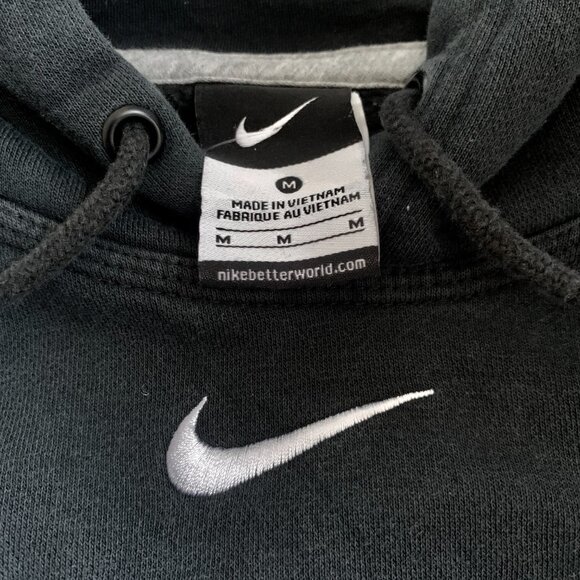 M
MADE IN VIETNAM
FABRIQUE AU VIETNAM
M M M
nikebetterworld.com